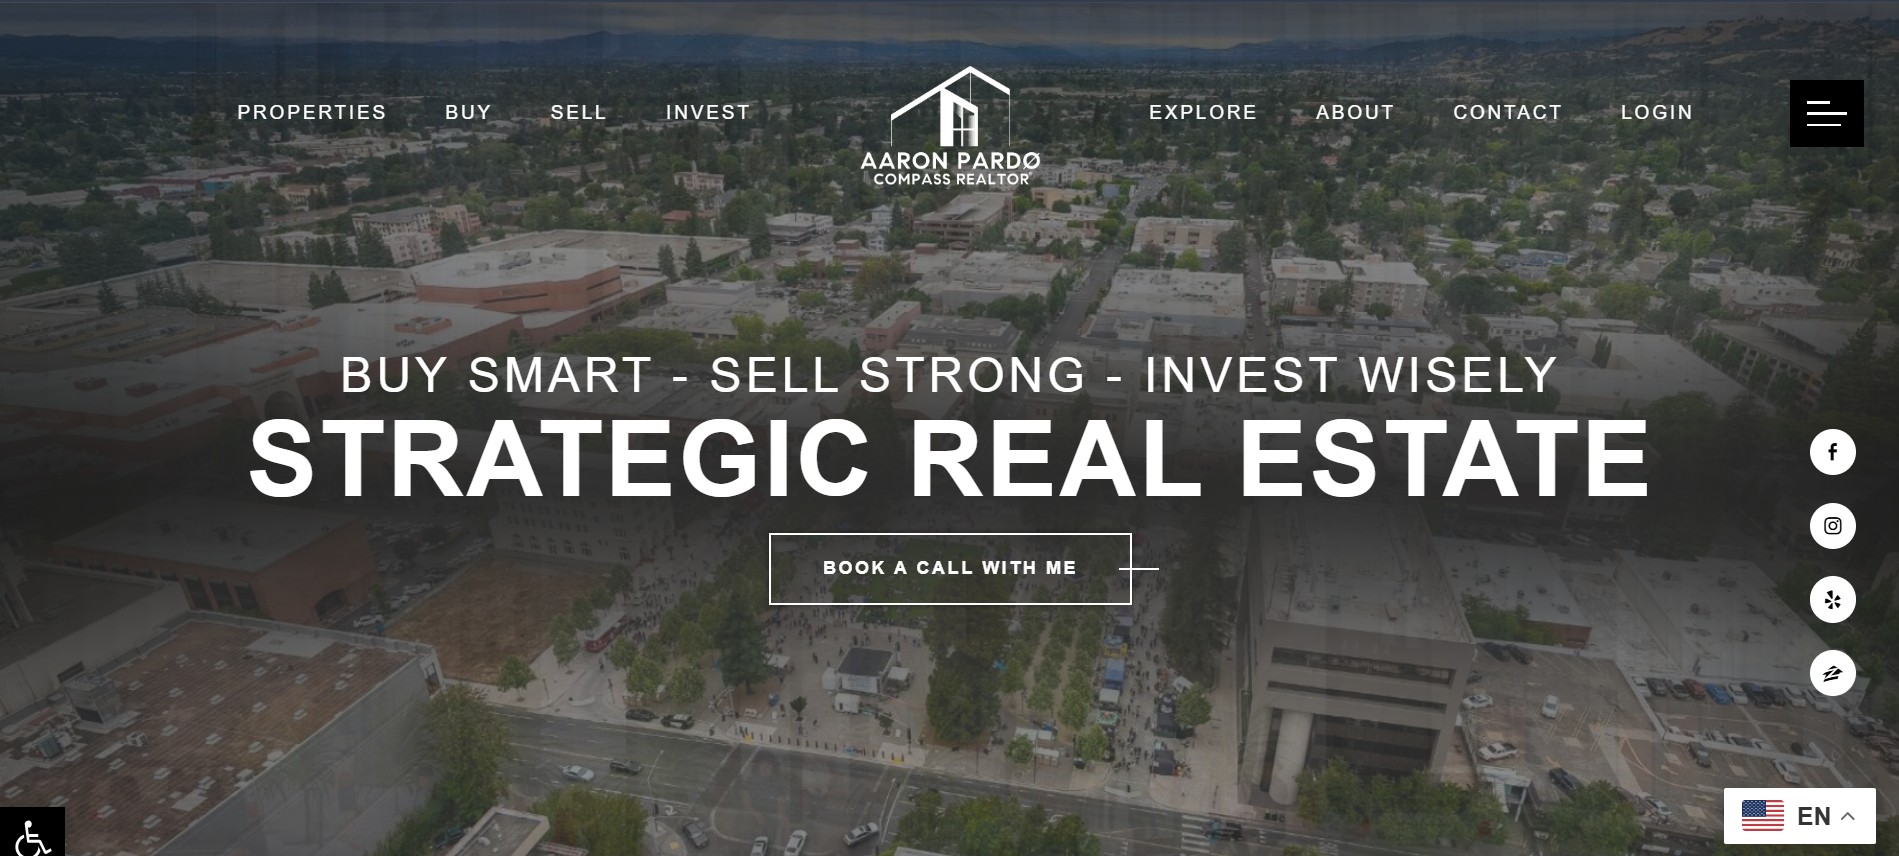 PROPERTIES BUY SELL INVEST EXPLORE ABOUT CONTACT LOGIN
AARON PARDO
COMPASS REALTOR
BUY SMART - SELL STRONG - INVEST WISELY
STRATEGIC REAL ESTATE
BOOK A CALL WITH ME
EN